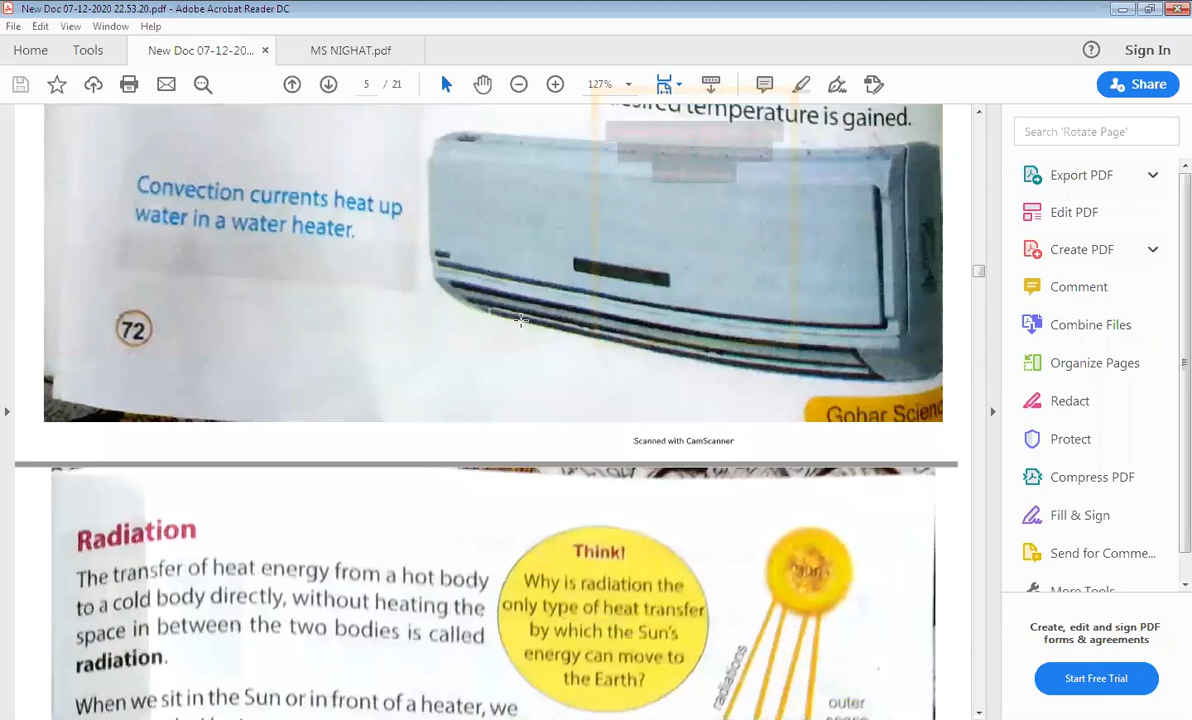 New Doc 07-12-2020 22.53.20.pdf - Adobe Acrobat Reader DC
File Edit View Window Help
Home Tools New Doc 07-12-20... × MS NIGHAT.pdf Sign In
5 / 21 127% Share
temperature is gained.
Convection currents heat up
water in a water heater.
72
Gohar Scien
Scanned with CamScanner
Radiation
The transfer of heat energy from a hot body
to a cold body directly, without heating the
space in between the two bodies is called
radiation.
When we sit in the Sun or in front of a heater, we
Think!
Why is radiation the
only type of heat transfer
by which the Sun's
energy can move to
the Earth?
sun
radiations
outer
space
Search 'Rotate Page'
Export PDF
Edit PDF
Create PDF
Comment
Combine Files
Organize Pages
Redact
Protect
Compress PDF
Fill & Sign
Send for Comme...
More Tools
Create, edit and sign PDF
forms & agreements
Start Free Trial